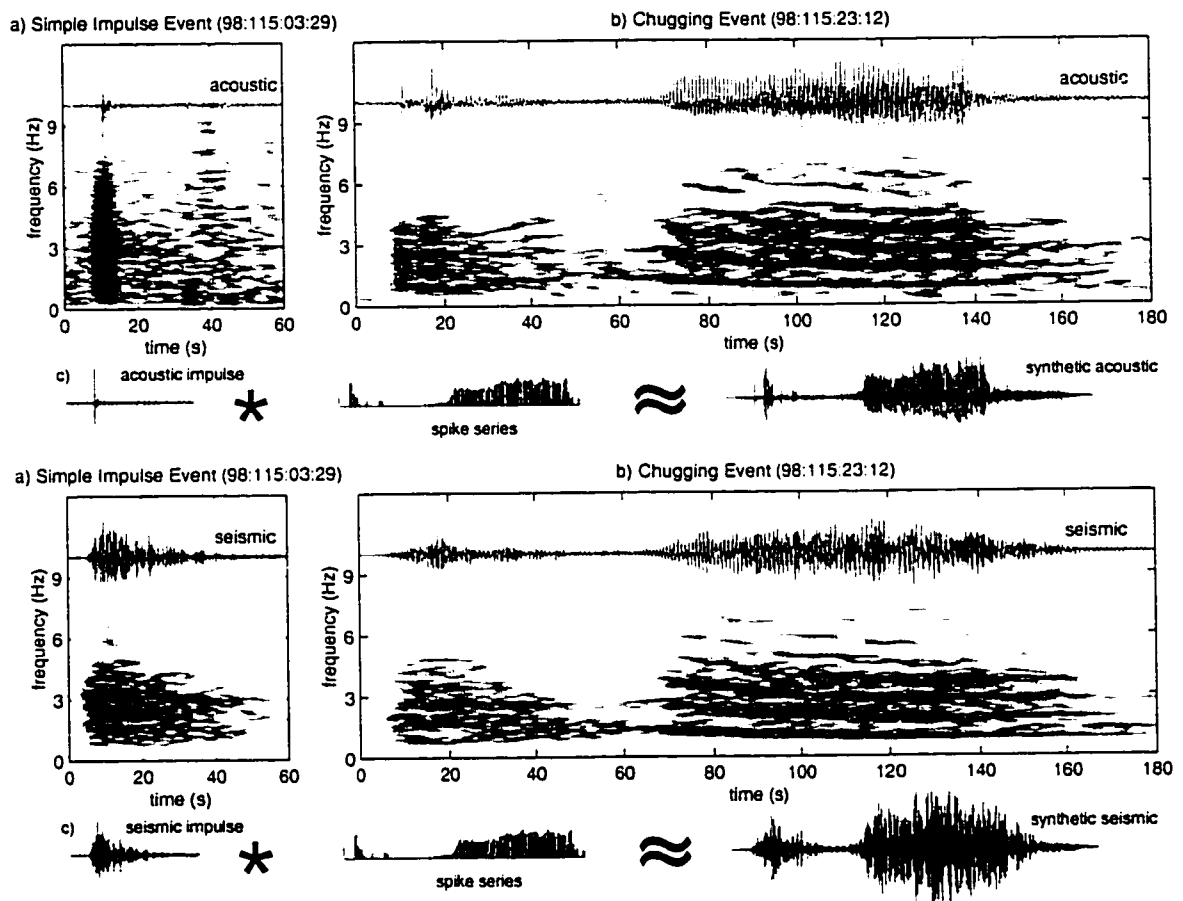 a) Simple Impulse Event (98:115:03:29)
b) Chugging Event (98:115:23:12)
acoustic
acoustic
frequency (Hz)
9
6
3
0
frequency (Hz)
9
6
3
0
0 20 40 60
time (s)
0 20 40 60 80 100 120 140 160 180
time (s)
c) acoustic impulse
*
spike series
≈
synthetic acoustic
a) Simple Impulse Event (98:115:03:29)
b) Chugging Event (98:115:23:12)
seismic
seismic
frequency (Hz)
9
6
3
0
frequency (Hz)
9
6
3
0
0 20 40 60
time (s)
0 20 40 60 80 100 120 140 160 180
time (s)
c) seismic impulse
*
spike series
≈
synthetic seismic